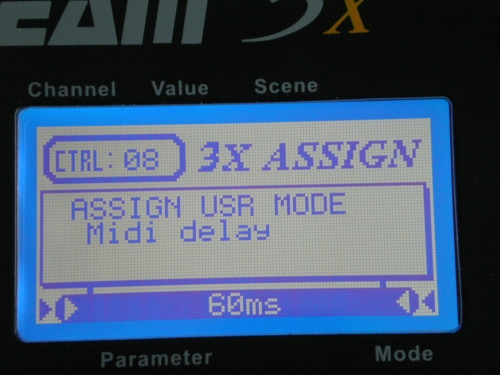 EAM 3X
Channel Value Scene
CTRL: 08 3X ASSIGN
ASSIGN USR MODE
Midi delay
60ms
Parameter Mode